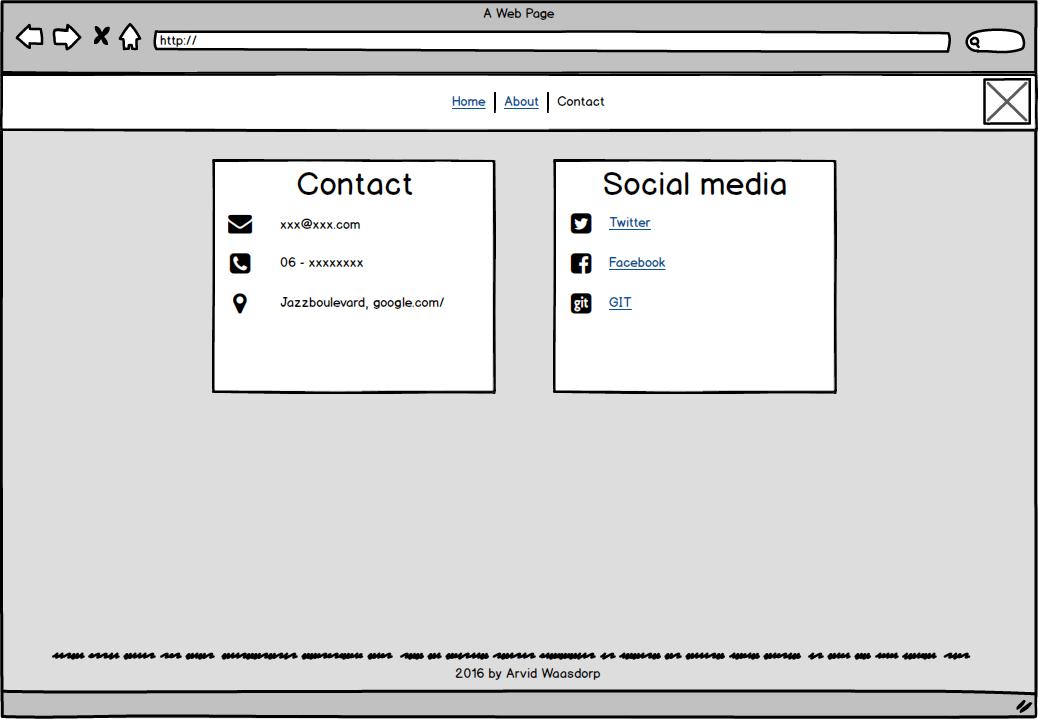 A Web Page
http://
Home | About | Contact
Contact
xxx@xxx.com
06 - xxxxxxxx
Jazzboulevard, google.com/
Social media
Twitter
Facebook
git GIT
2016 by Arvid Waasdorp